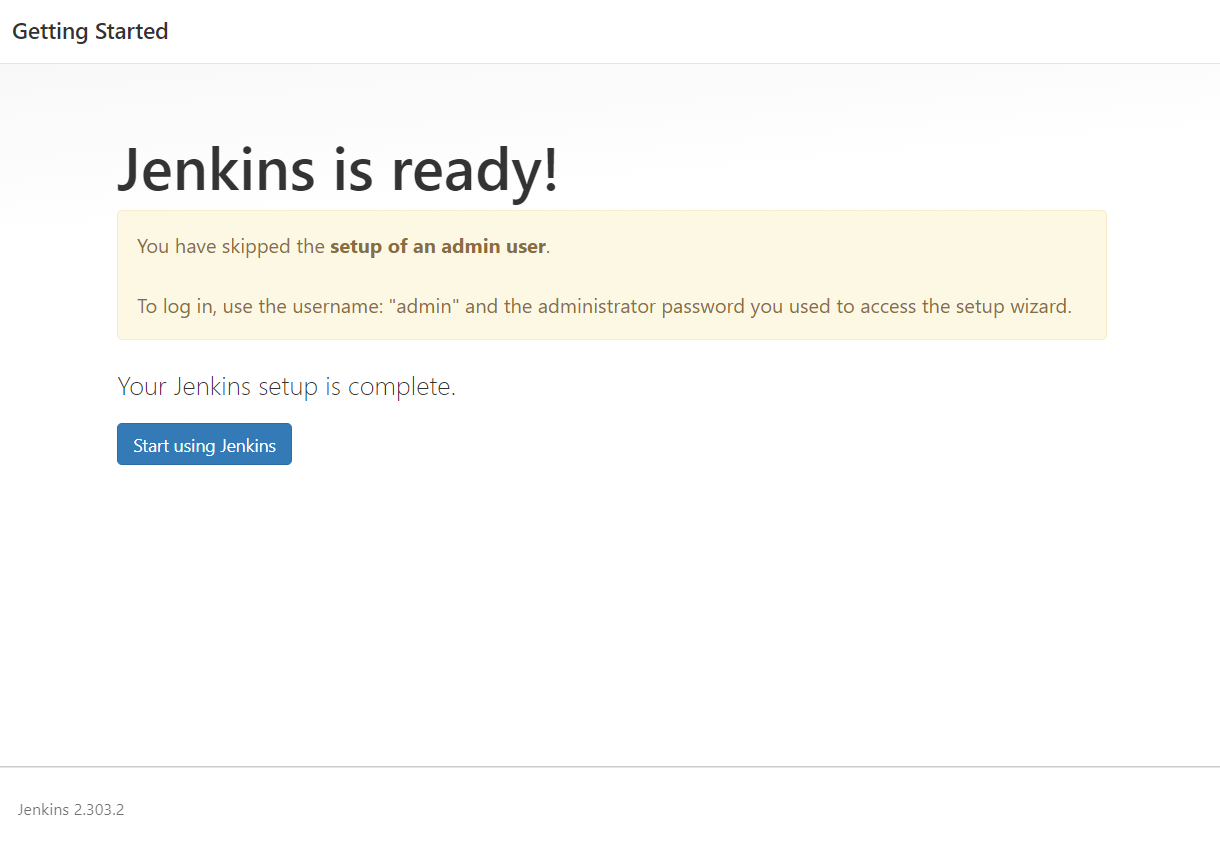 Getting Started
Jenkins is ready!
You have skipped the setup of an admin user.
To log in, use the username: "admin" and the administrator password you used to access the setup wizard.
Your Jenkins setup is complete.
Start using Jenkins
Jenkins 2.303.2